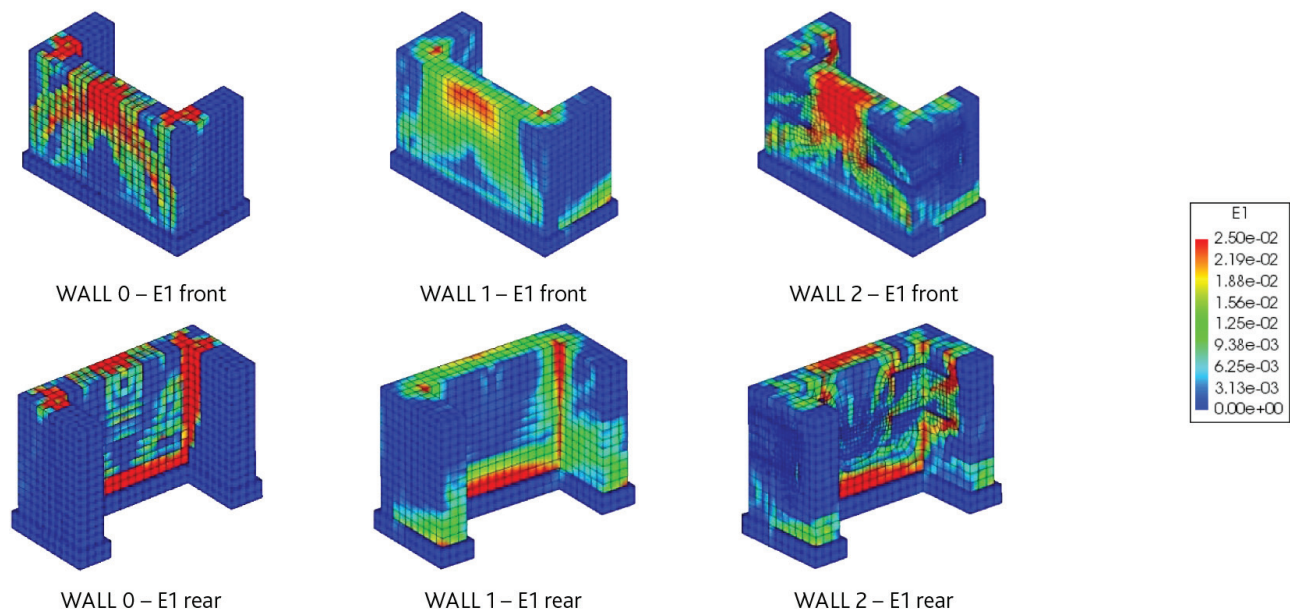 WALL 0 – E1 front
WALL 1 – E1 front
WALL 2 – E1 front
E1
2.50e-02
2.19e-02
1.88e-02
1.56e-02
1.25e-02
9.38e-03
6.25e-03
3.13e-03
0.00e+00
WALL 0 – E1 rear
WALL 1 – E1 rear
WALL 2 – E1 rear